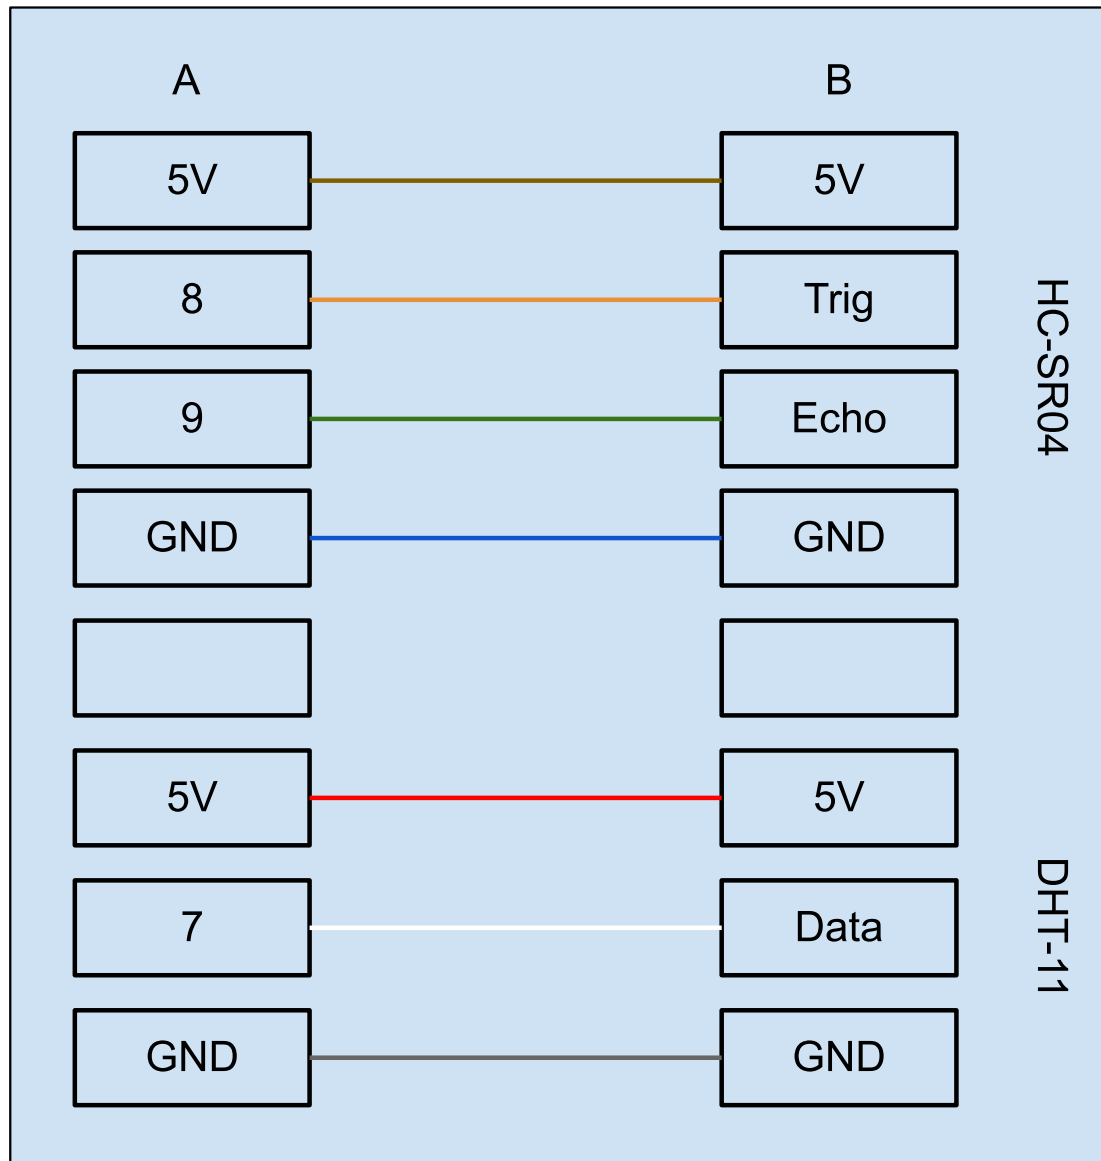 A B
5V 5V
8 Trig
9 Echo
GND GND
HC-SR04
5V 5V
7 Data
GND GND
DHT-11